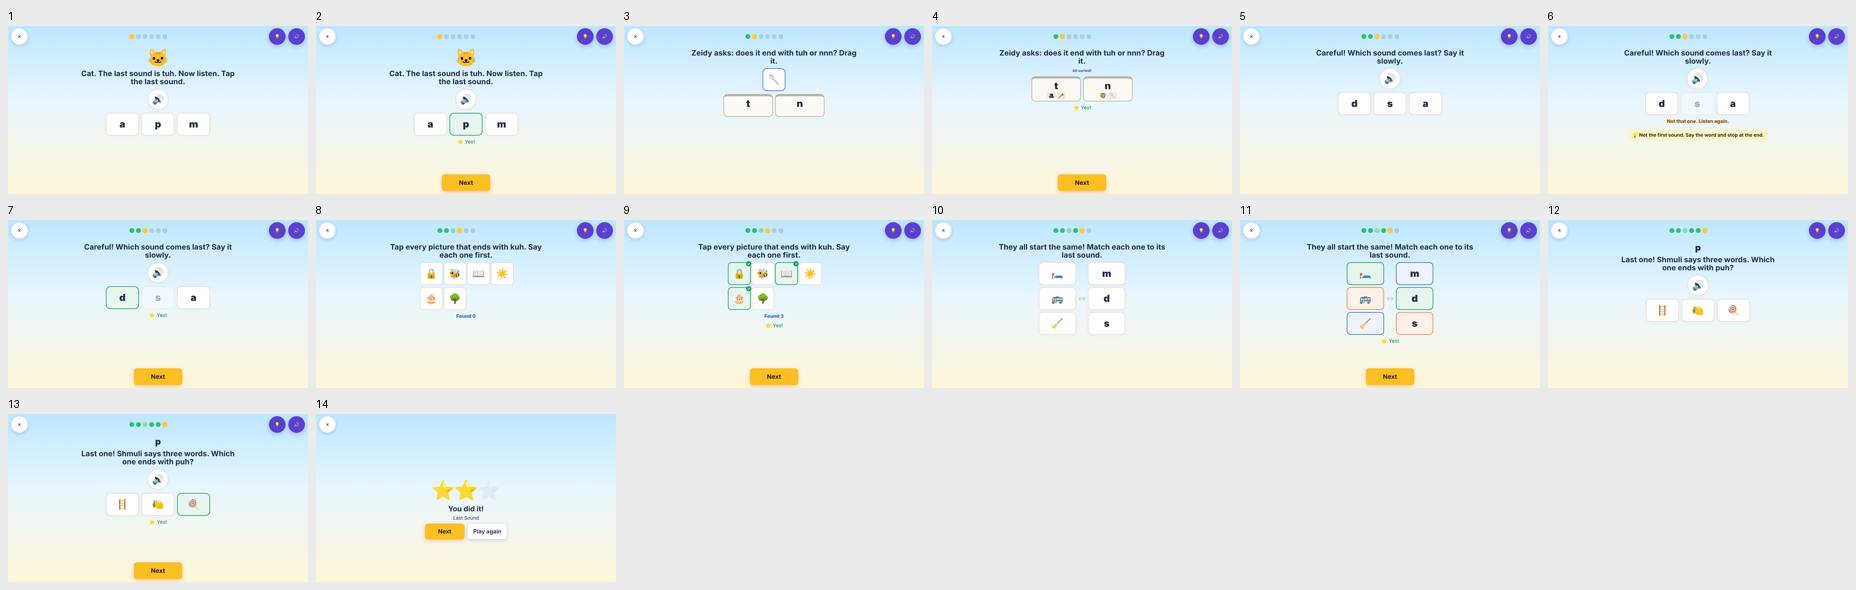 1
Cat. The last sound is tuh. Now listen. Tap
the last sound.
a p m
2
Cat. The last sound is tuh. Now listen. Tap
the last sound.
a p m
Yes!
Next
3
Zeidy asks: does it end with tuh or nnn? Drag
it.
t n
4
Zeidy asks: does it end with tuh or nnn? Drag
it.
All sorted!
t n
Yes!
Next
5
Careful! Which sound comes last? Say it
slowly.
d s a
6
Careful! Which sound comes last? Say it
slowly.
d s a
Not that one. Listen again.
Not the first sound. Say the word and stop at the end.
7
Careful! Which sound comes last? Say it
slowly.
d s a
Yes!
Next
8
Tap every picture that ends with kuh. Say
each one first.
Found 0
9
Tap every picture that ends with kuh. Say
each one first.
Found 3
Yes!
Next
10
They all start the same! Match each one to its
last sound.
m
d
s
11
They all start the same! Match each one to its
last sound.
m
d
s
Yes!
Next
12
p
Last one! Shmuli says three words. Which
one ends with puh?
13
p
Last one! Shmuli says three words. Which
one ends with puh?
Yes!
Next
14
You did it!
Last Sound
Next Play again